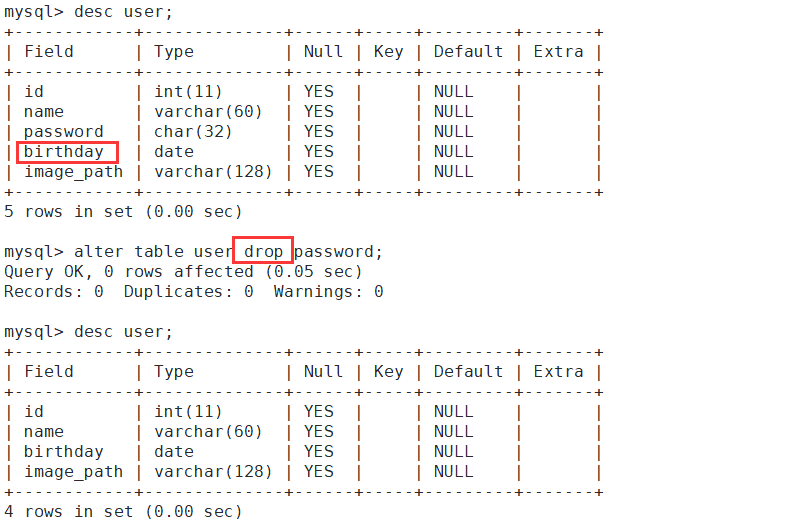 mysql> desc user;
+------------+--------------+------+-----+---------+-------+
| Field      | Type         | Null | Key | Default | Extra |
+------------+--------------+------+-----+---------+-------+
| id         | int(11)      | YES  |     | NULL    |       |
| name       | varchar(60)  | YES  |     | NULL    |       |
| password   | char(32)     | YES  |     | NULL    |       |
| birthday   | date         | YES  |     | NULL    |       |
| image_path | varchar(128) | YES  |     | NULL    |       |
+------------+--------------+------+-----+---------+-------+
5 rows in set (0.00 sec)
mysql> alter table user drop password;
Query OK, 0 rows affected (0.05 sec)
Records: 0  Duplicates: 0  Warnings: 0
mysql> desc user;
+------------+--------------+------+-----+---------+-------+
| Field      | Type         | Null | Key | Default | Extra |
+------------+--------------+------+-----+---------+-------+
| id         | int(11)      | YES  |     | NULL    |       |
| name       | varchar(60)  | YES  |     | NULL    |       |
| birthday   | date         | YES  |     | NULL    |       |
| image_path | varchar(128) | YES  |     | NULL    |       |
+------------+--------------+------+-----+---------+-------+
4 rows in set (0.00 sec)